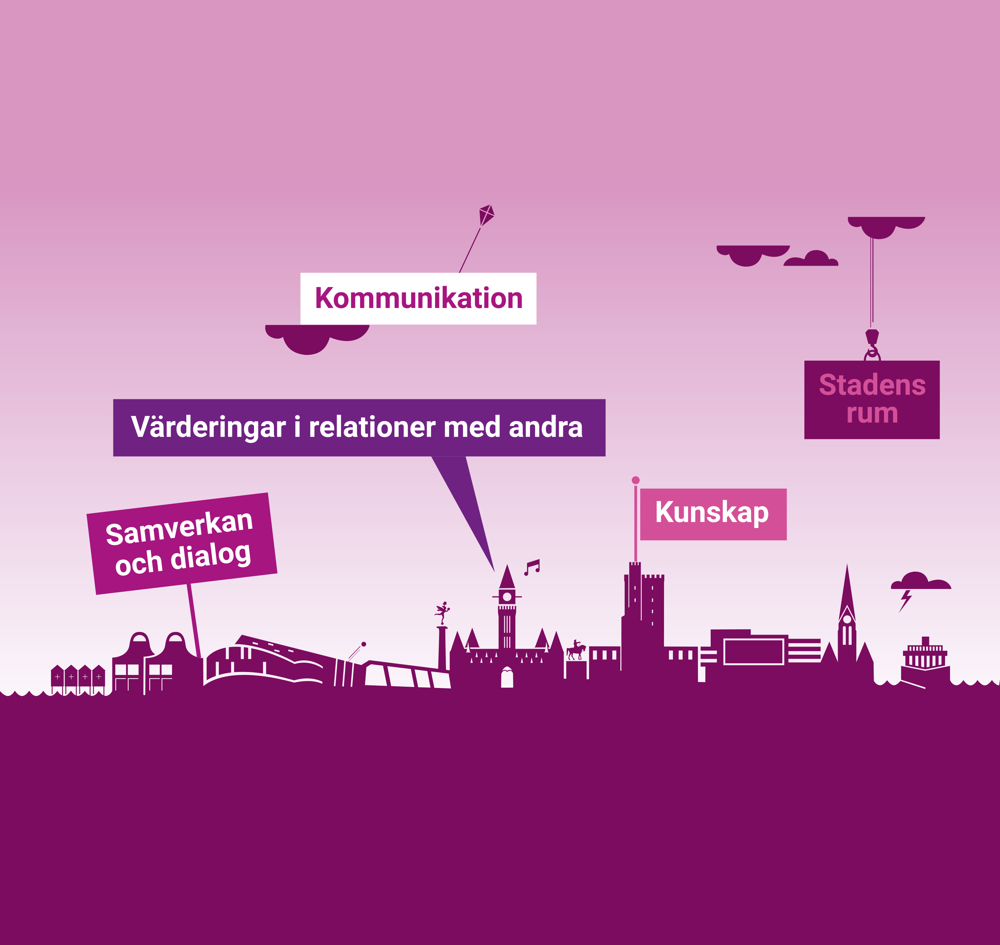 Kommunikation
Stadens
rum
Värderingar i relationer med andra
Samverkan
och dialog
Kunskap